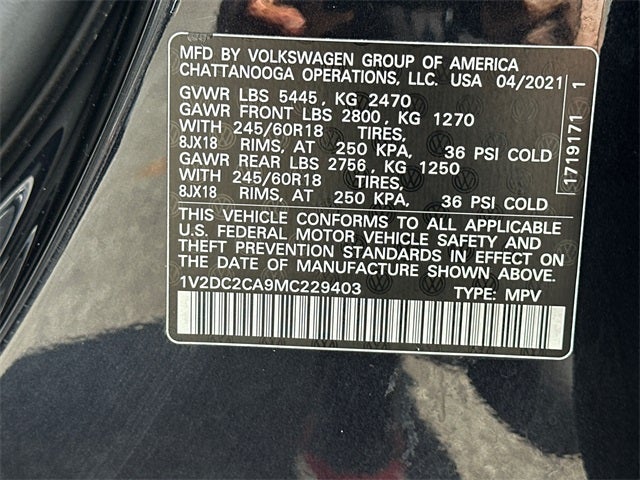 MFD BY VOLKSWAGEN GROUP OF AMERICA
CHATTANOOGA OPERATIONS, LLC. USA 04/2021
GVWR LBS 5445, KG 2470
GAWR FRONT LBS 2800, KG 1270
WITH 245/60R18 TIRES,
8JX18 RIMS, AT 250 KPA, 36 PSI COLD
GAWR REAR LBS 2756, KG 1250
WITH 245/60R18 TIRES,
8JX18 RIMS, AT 250 KPA, 36 PSI COLD
1719171 1
THIS VEHICLE CONFORMS TO ALL APPLICABLE
U.S. FEDERAL MOTOR VEHICLE SAFETY AND
THEFT PREVENTION STANDARDS IN EFFECT ON
THE DATE OF MANUFACTURE SHOWN ABOVE.
1V2DC2CA9MC229403 TYPE: MPV